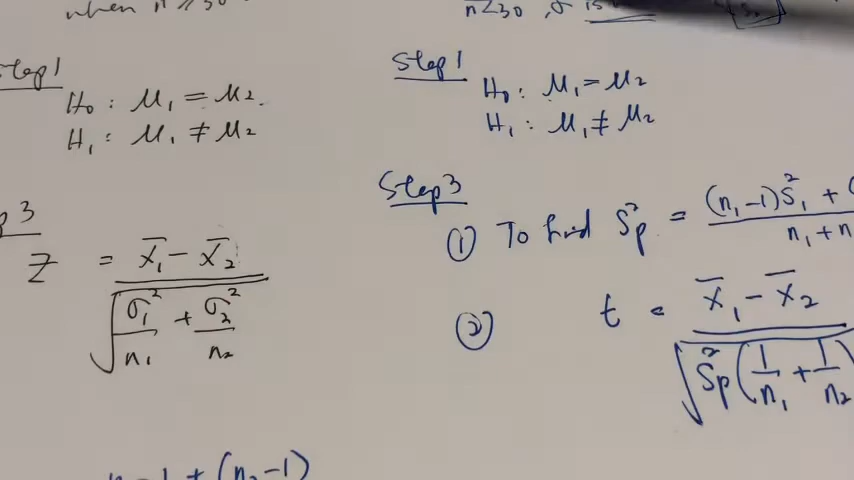 when n ≥ 30
Step 1
H₀ : μ₁ = μ₂.
H₁ : μ₁ ≠ μ₂
p 3
Z = (x̄₁ - x̄₂) / √(σ₁²/n₁ + σ₂²/n₂)
n-1 + (n₂-1)
n<30, σ is
Step 1
H₀ : μ₁ = μ₂
H₁ : μ₁ ≠ μ₂
Step 3
① To find Sp² = (n₁-1)S₁² + ( / n₁ + n
② t = (x̄₁ - x̄₂) / √(Sp²(1/n₁ + 1/n₂)